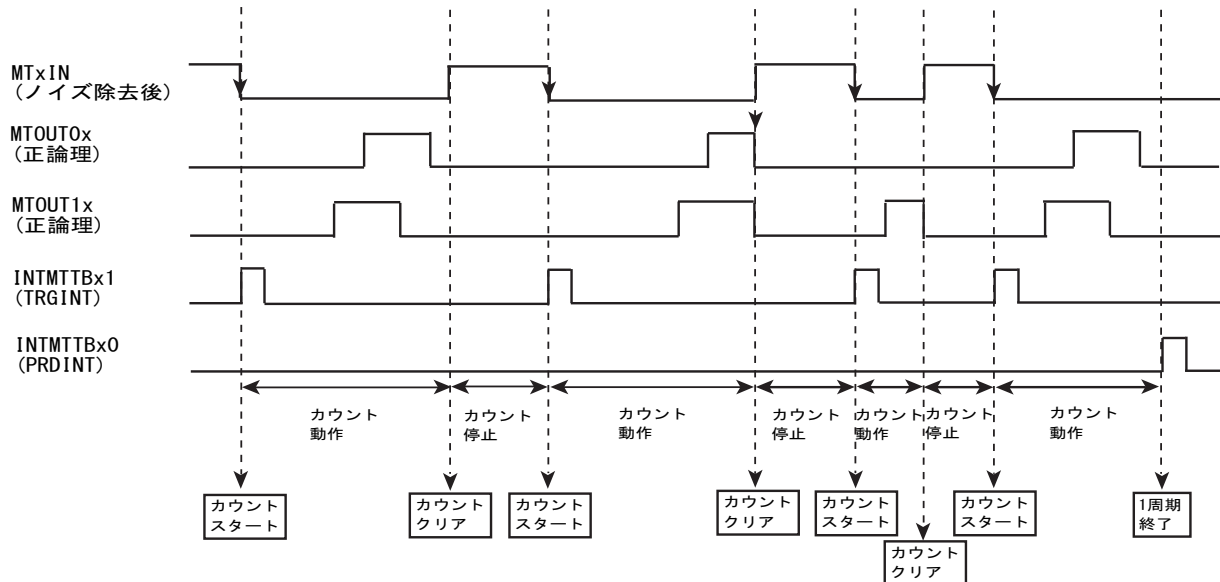 MTxIN
(ノイズ除去後)
MTOUT0x
(正論理)
MTOUT1x
(正論理)
INTMTTBx1
(TRGINT)
INTMTTBx0
(PRDINT)
カウント
動作
カウント
停止
カウント
動作
カウント
停止
カウント
動作
カウント
停止
カウント
動作
カウント
スタート
カウント
クリア
カウント
スタート
カウント
クリア
カウント
スタート
カウント
クリア
カウント
スタート
1周期
終了